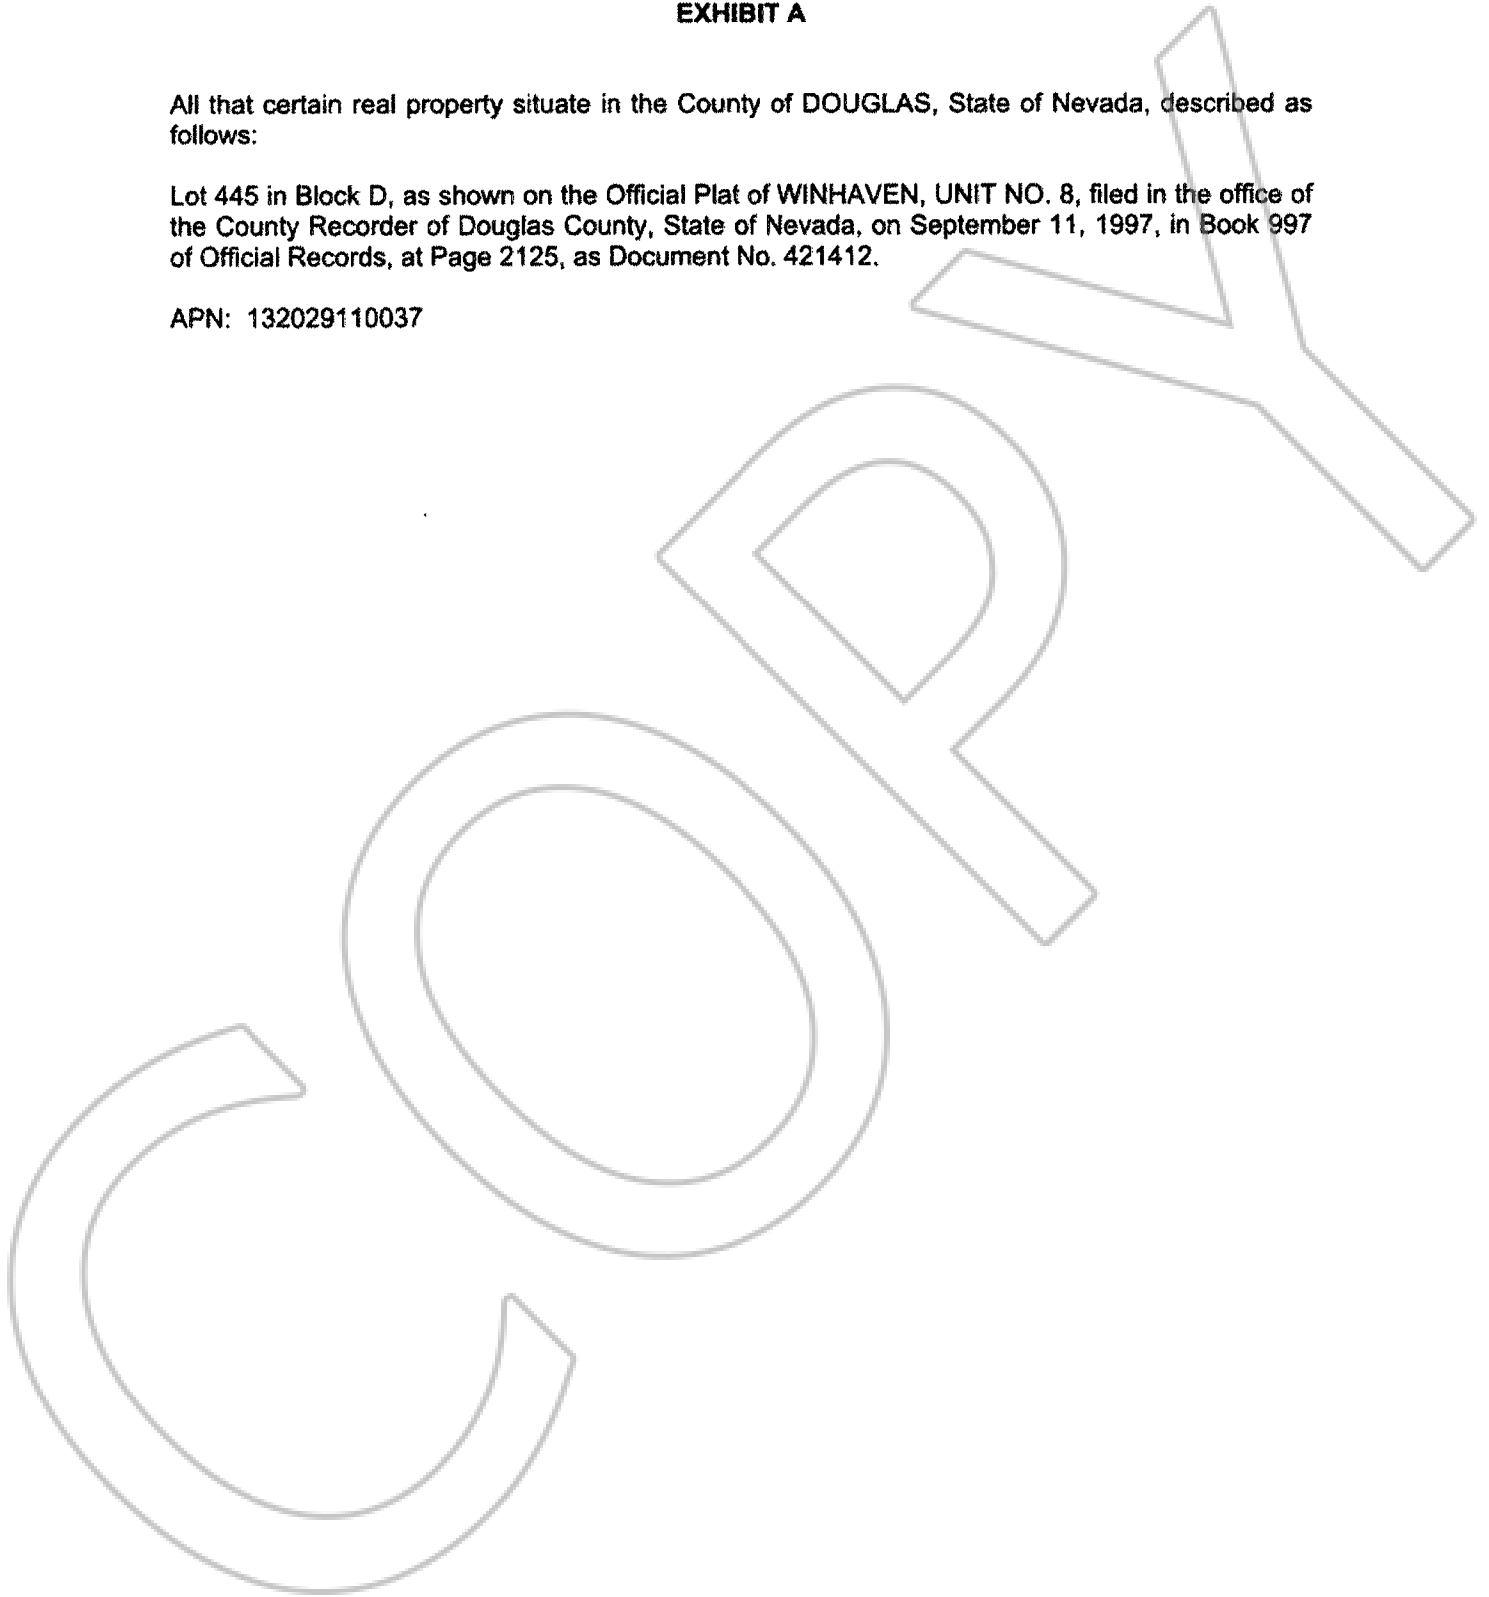 EXHIBIT A
All that certain real property situate in the County of DOUGLAS, State of Nevada, described as
follows:
Lot 445 in Block D, as shown on the Official Plat of WINHAVEN, UNIT NO. 8, filed in the office of
the County Recorder of Douglas County, State of Nevada, on September 11, 1997, in Book 997
of Official Records, at Page 2125, as Document No. 421412.
APN: 132029110037
COPY